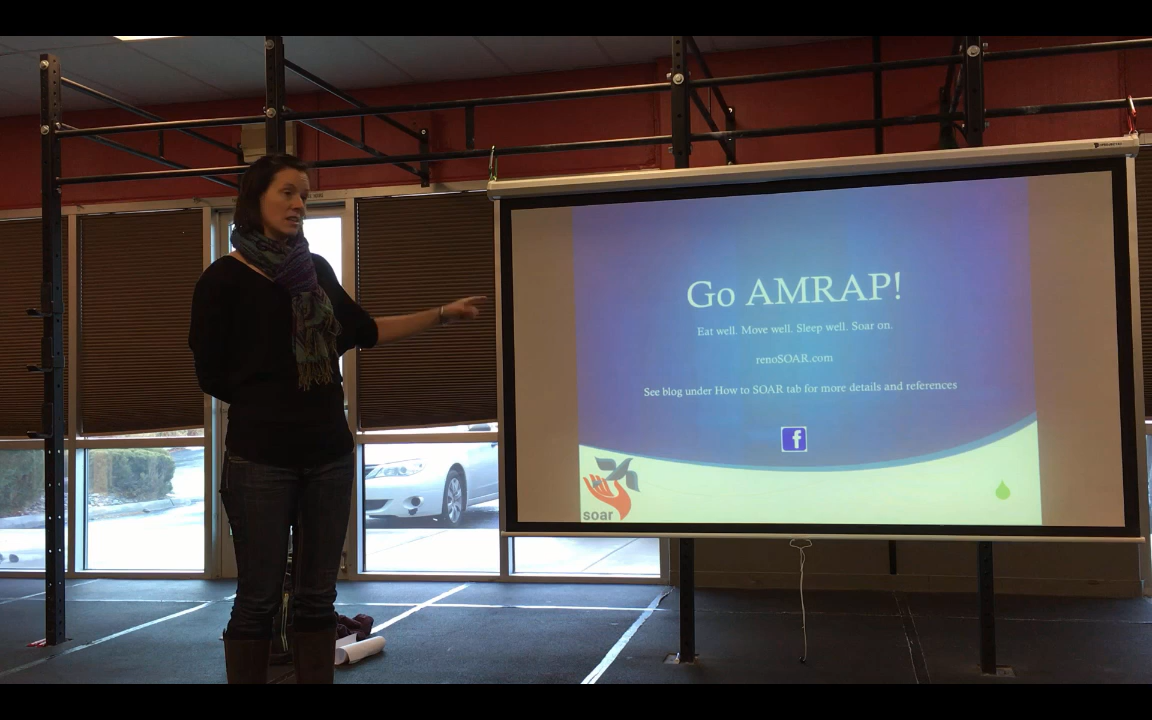 Go AMRAP!
Eat well. Move well. Sleep well. Soar on.
renoSOAR.com
See blog under How to SOAR tab for more details and references
f
soar